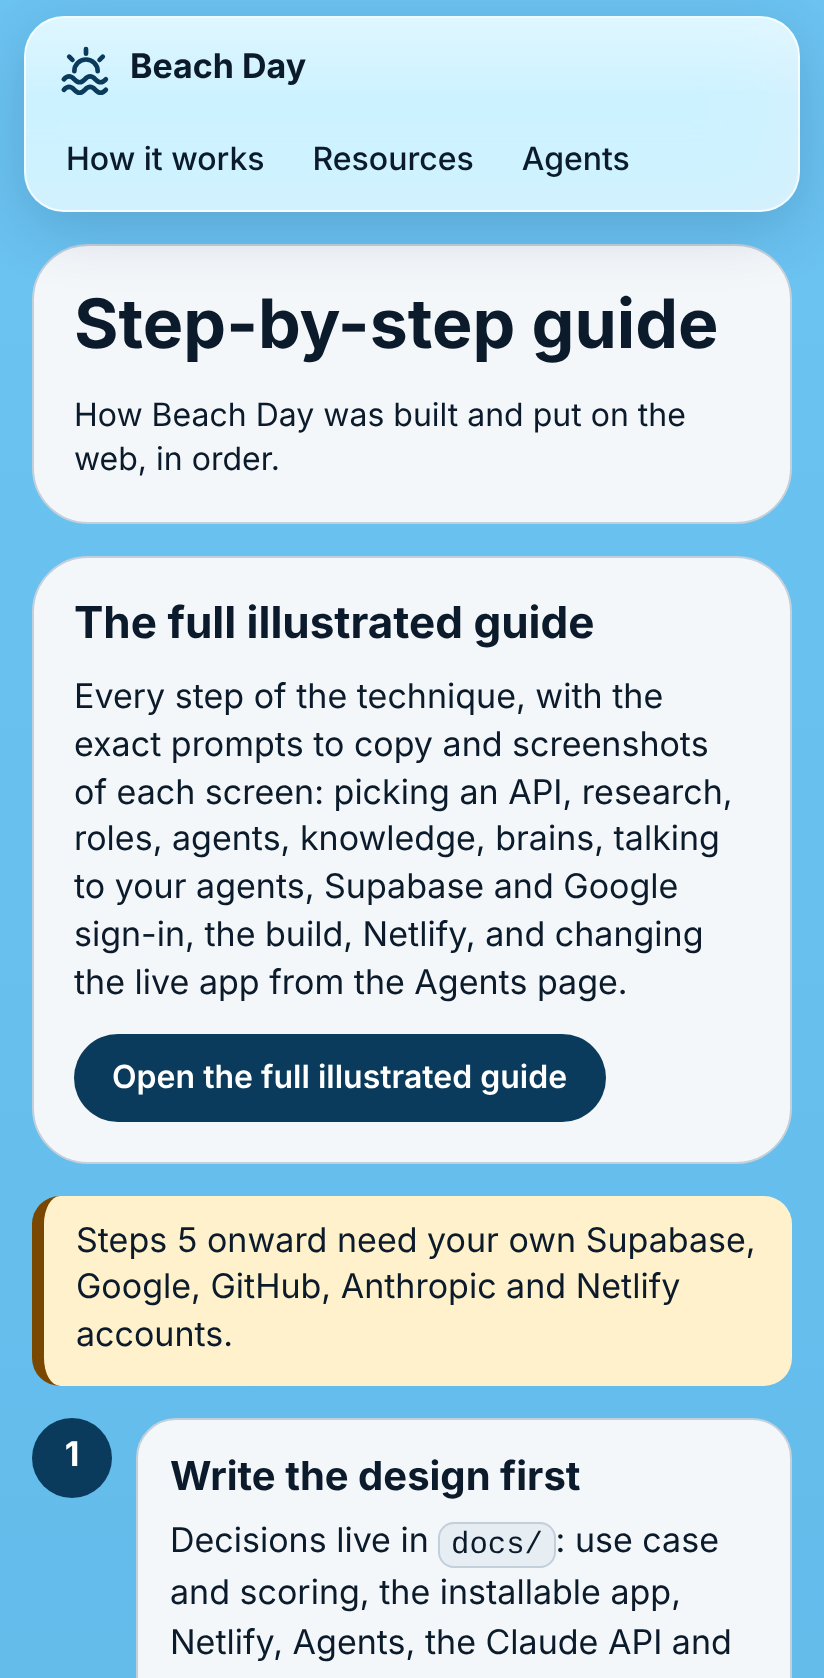 Beach Day
How it works Resources Agents
Step-by-step guide
How Beach Day was built and put on the
web, in order.
The full illustrated guide
Every step of the technique, with the
exact prompts to copy and screenshots
of each screen: picking an API, research,
roles, agents, knowledge, brains, talking
to your agents, Supabase and Google
sign-in, the build, Netlify, and changing
the live app from the Agents page.
Open the full illustrated guide
Steps 5 onward need your own Supabase,
Google, GitHub, Anthropic and Netlify
accounts.
1
Write the design first
Decisions live in docs/: use case
and scoring, the installable app,
Netlify, Agents, the Claude API and